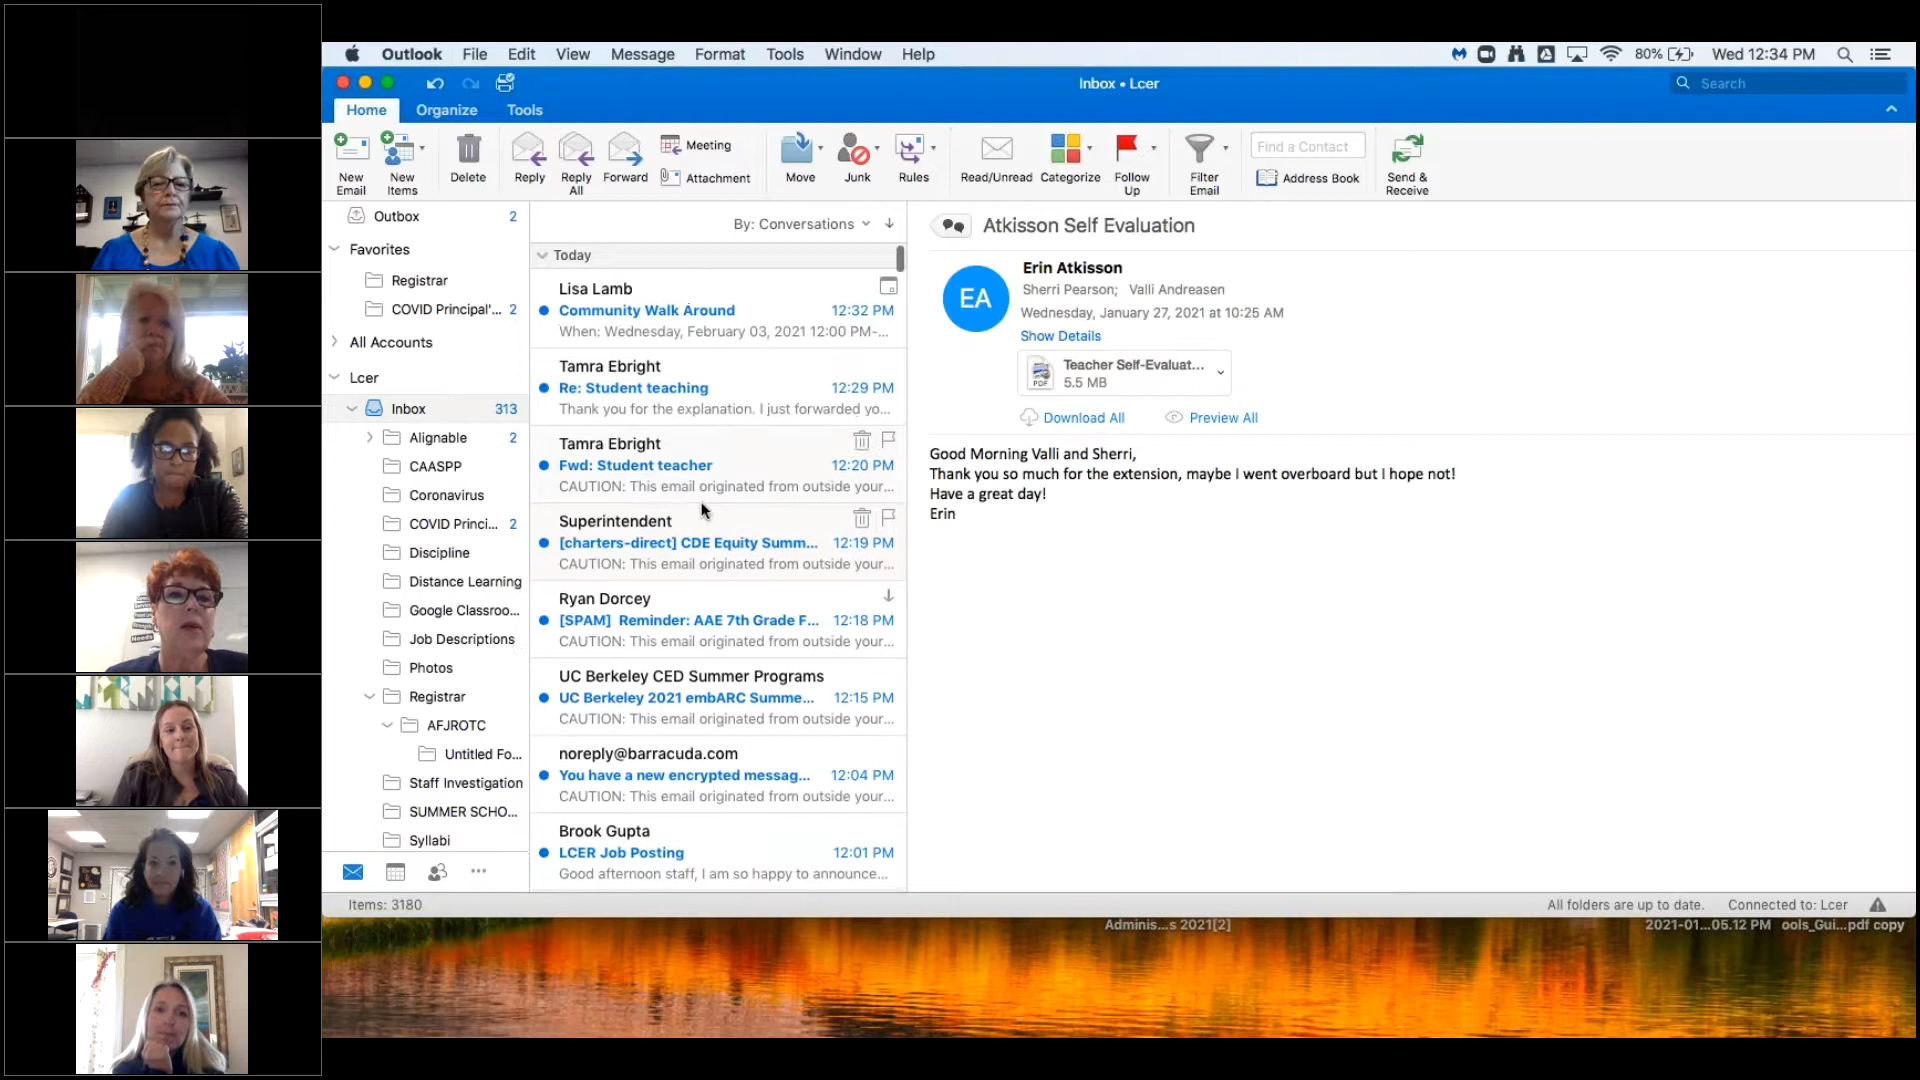 Outlook File Edit View Message Format Tools Window Help 80% Wed 12:34 PM
Inbox • Lcer
Search
Home Organize Tools
New Email
New Items
Delete
Reply
Reply All
Forward
Meeting
Attachment
Move
Junk
Rules
Read/Unread
Categorize
Follow Up
Filter Email
Find a Contact
Address Book
Send & Receive
Outbox 2
Favorites
Registrar
COVID Principal'... 2
All Accounts
Lcer
Inbox 313
Alignable 2
CAASPP
Coronavirus
COVID Princi... 2
Discipline
Distance Learning
Google Classroo...
Job Descriptions
Photos
Registrar
AFJROTC
Untitled Fo...
Staff Investigation
SUMMER SCHO...
Syllabi
By: Conversations
Today
Lisa Lamb
Community Walk Around 12:32 PM
When: Wednesday, February 03, 2021 12:00 PM-...
Tamra Ebright
Re: Student teaching 12:29 PM
Thank you for the explanation. I just forwarded yo...
Tamra Ebright
Fwd: Student teacher 12:20 PM
CAUTION: This email originated from outside your...
Superintendent
[charters-direct] CDE Equity Summ... 12:19 PM
CAUTION: This email originated from outside your...
Ryan Dorcey
[SPAM] Reminder: AAE 7th Grade F... 12:18 PM
CAUTION: This email originated from outside your...
UC Berkeley CED Summer Programs
UC Berkeley 2021 embARC Summe... 12:15 PM
CAUTION: This email originated from outside your...
noreply@barracuda.com
You have a new encrypted messag... 12:04 PM
CAUTION: This email originated from outside your...
Brook Gupta
LCER Job Posting 12:01 PM
Good afternoon staff, I am so happy to announce...
Atkisson Self Evaluation
EA
Erin Atkisson
Sherri Pearson; Valli Andreasen
Wednesday, January 27, 2021 at 10:25 AM
Show Details
PDF
Teacher Self-Evaluat...
5.5 MB
Download All Preview All
Good Morning Valli and Sherri,
Thank you so much for the extension, maybe I went overboard but I hope not!
Have a great day!
Erin
Items: 3180
All folders are up to date. Connected to: Lcer
Adminis...s 2021[2]
2021-01...05.12 PM ools_Gui...pdf copy